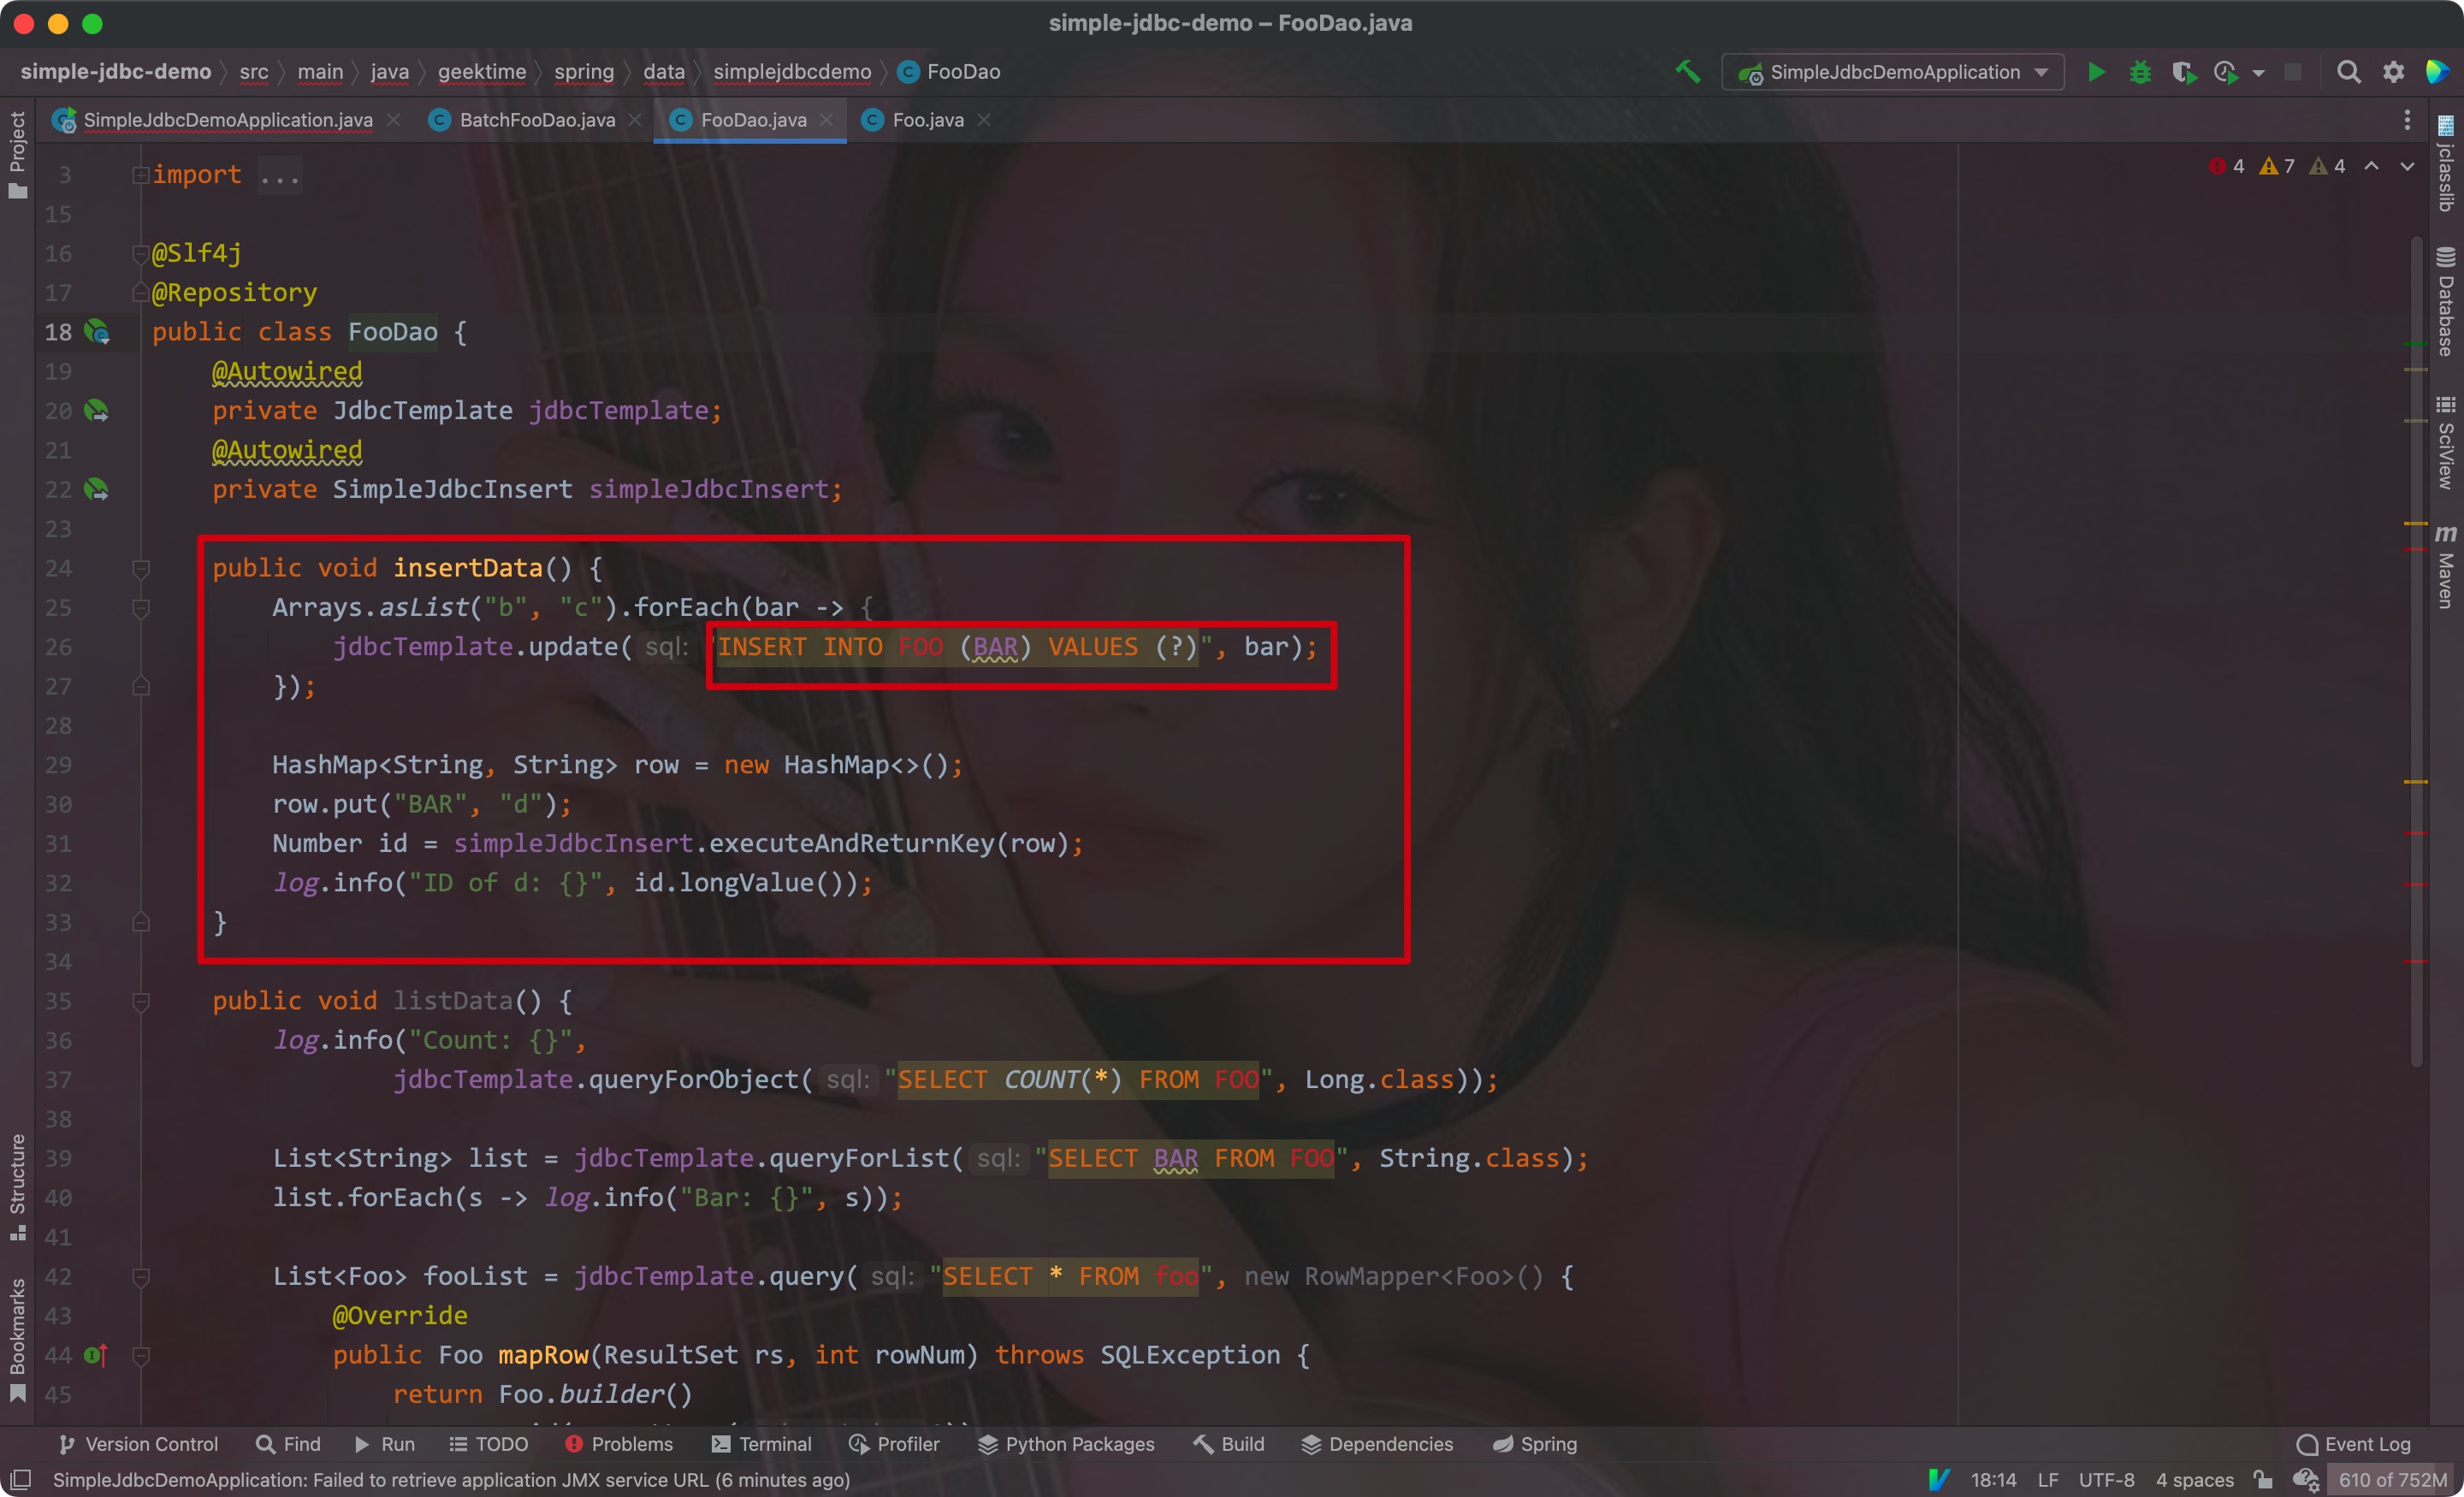 simple-jdbc-demo – FooDao.java
simple-jdbc-demo src main java geektime spring data simplejdbcdemo FooDao SimpleJdbcDemoApplication
SimpleJdbcDemoApplication.java BatchFooDao.java FooDao.java Foo.java
Project
jclasslib
Database
SciView
Maven
Structure
Bookmarks
4 7 4
3 import ...
15
16 @Slf4j
17 @Repository
18 public class FooDao {
19 @Autowired
20 private JdbcTemplate jdbcTemplate;
21 @Autowired
22 private SimpleJdbcInsert simpleJdbcInsert;
23
24 public void insertData() {
25 Arrays.asList("b", "c").forEach(bar -> {
26 jdbcTemplate.update( sql: "INSERT INTO FOO (BAR) VALUES (?)", bar);
27 });
28
29 HashMap<String, String> row = new HashMap<>();
30 row.put("BAR", "d");
31 Number id = simpleJdbcInsert.executeAndReturnKey(row);
32 log.info("ID of d: {}", id.longValue());
33 }
34
35 public void listData() {
36 log.info("Count: {}",
37 jdbcTemplate.queryForObject( sql: "SELECT COUNT(*) FROM FOO", Long.class));
38
39 List<String> list = jdbcTemplate.queryForList( sql: "SELECT BAR FROM FOO", String.class);
40 list.forEach(s -> log.info("Bar: {}", s));
41
42 List<Foo> fooList = jdbcTemplate.query( sql: "SELECT * FROM foo", new RowMapper<Foo>() {
43 @Override
44 public Foo mapRow(ResultSet rs, int rowNum) throws SQLException {
45 return Foo.builder()
Version Control Find Run TODO Problems Terminal Profiler Python Packages Build Dependencies Spring Event Log
SimpleJdbcDemoApplication: Failed to retrieve application JMX service URL (6 minutes ago) 18:14 LF UTF-8 4 spaces 610 of 752M